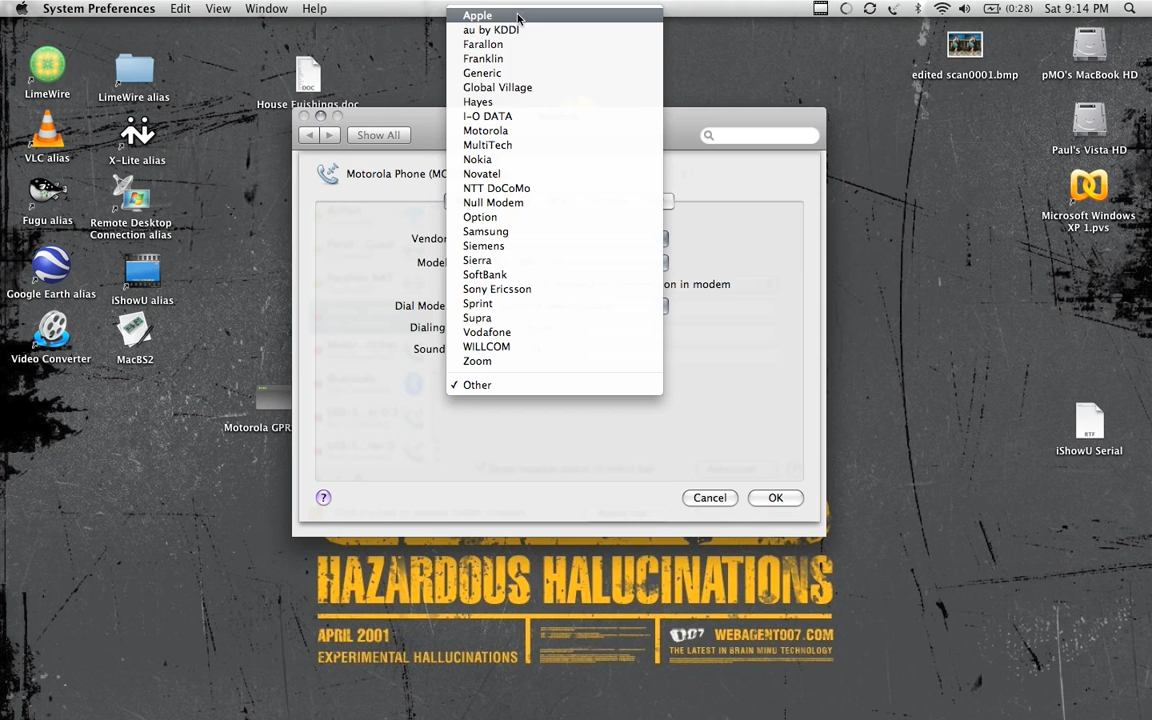 System Preferences Edit View Window Help
(0:28) Sat 9:14 PM
LimeWire
LimeWire alias
House Fuishings.doc
VLC alias
X-Lite alias
Fugu alias
Remote Desktop
Connection alias
Google Earth alias
iShowU alias
Video Converter
MacBS2
Motorola GPR
Show All
Motorola Phone (MO
Vendor
Model
on in modem
Dial Mode
Dialing
Sound
Apple
au by KDDI
Farallon
Franklin
Generic
Global Village
Hayes
I-O DATA
Motorola
MultiTech
Nokia
Novatel
NTT DoCoMo
Null Modem
Option
Samsung
Siemens
Sierra
SoftBank
Sony Ericsson
Sprint
Supra
Vodafone
WILLCOM
Zoom
✓ Other
?
Cancel
OK
edited scan0001.bmp
pMO's MacBook HD
Paul's Vista HD
Microsoft Windows
XP 1.pvs
RTF
iShowU Serial
HAZARDOUS HALUCINATIONS
APRIL 2001
EXPERIMENTAL HALLUCINATIONS
007 WEBAGENT007.COM
THE LATEST IN BRAIN MIND TECHNOLOGY